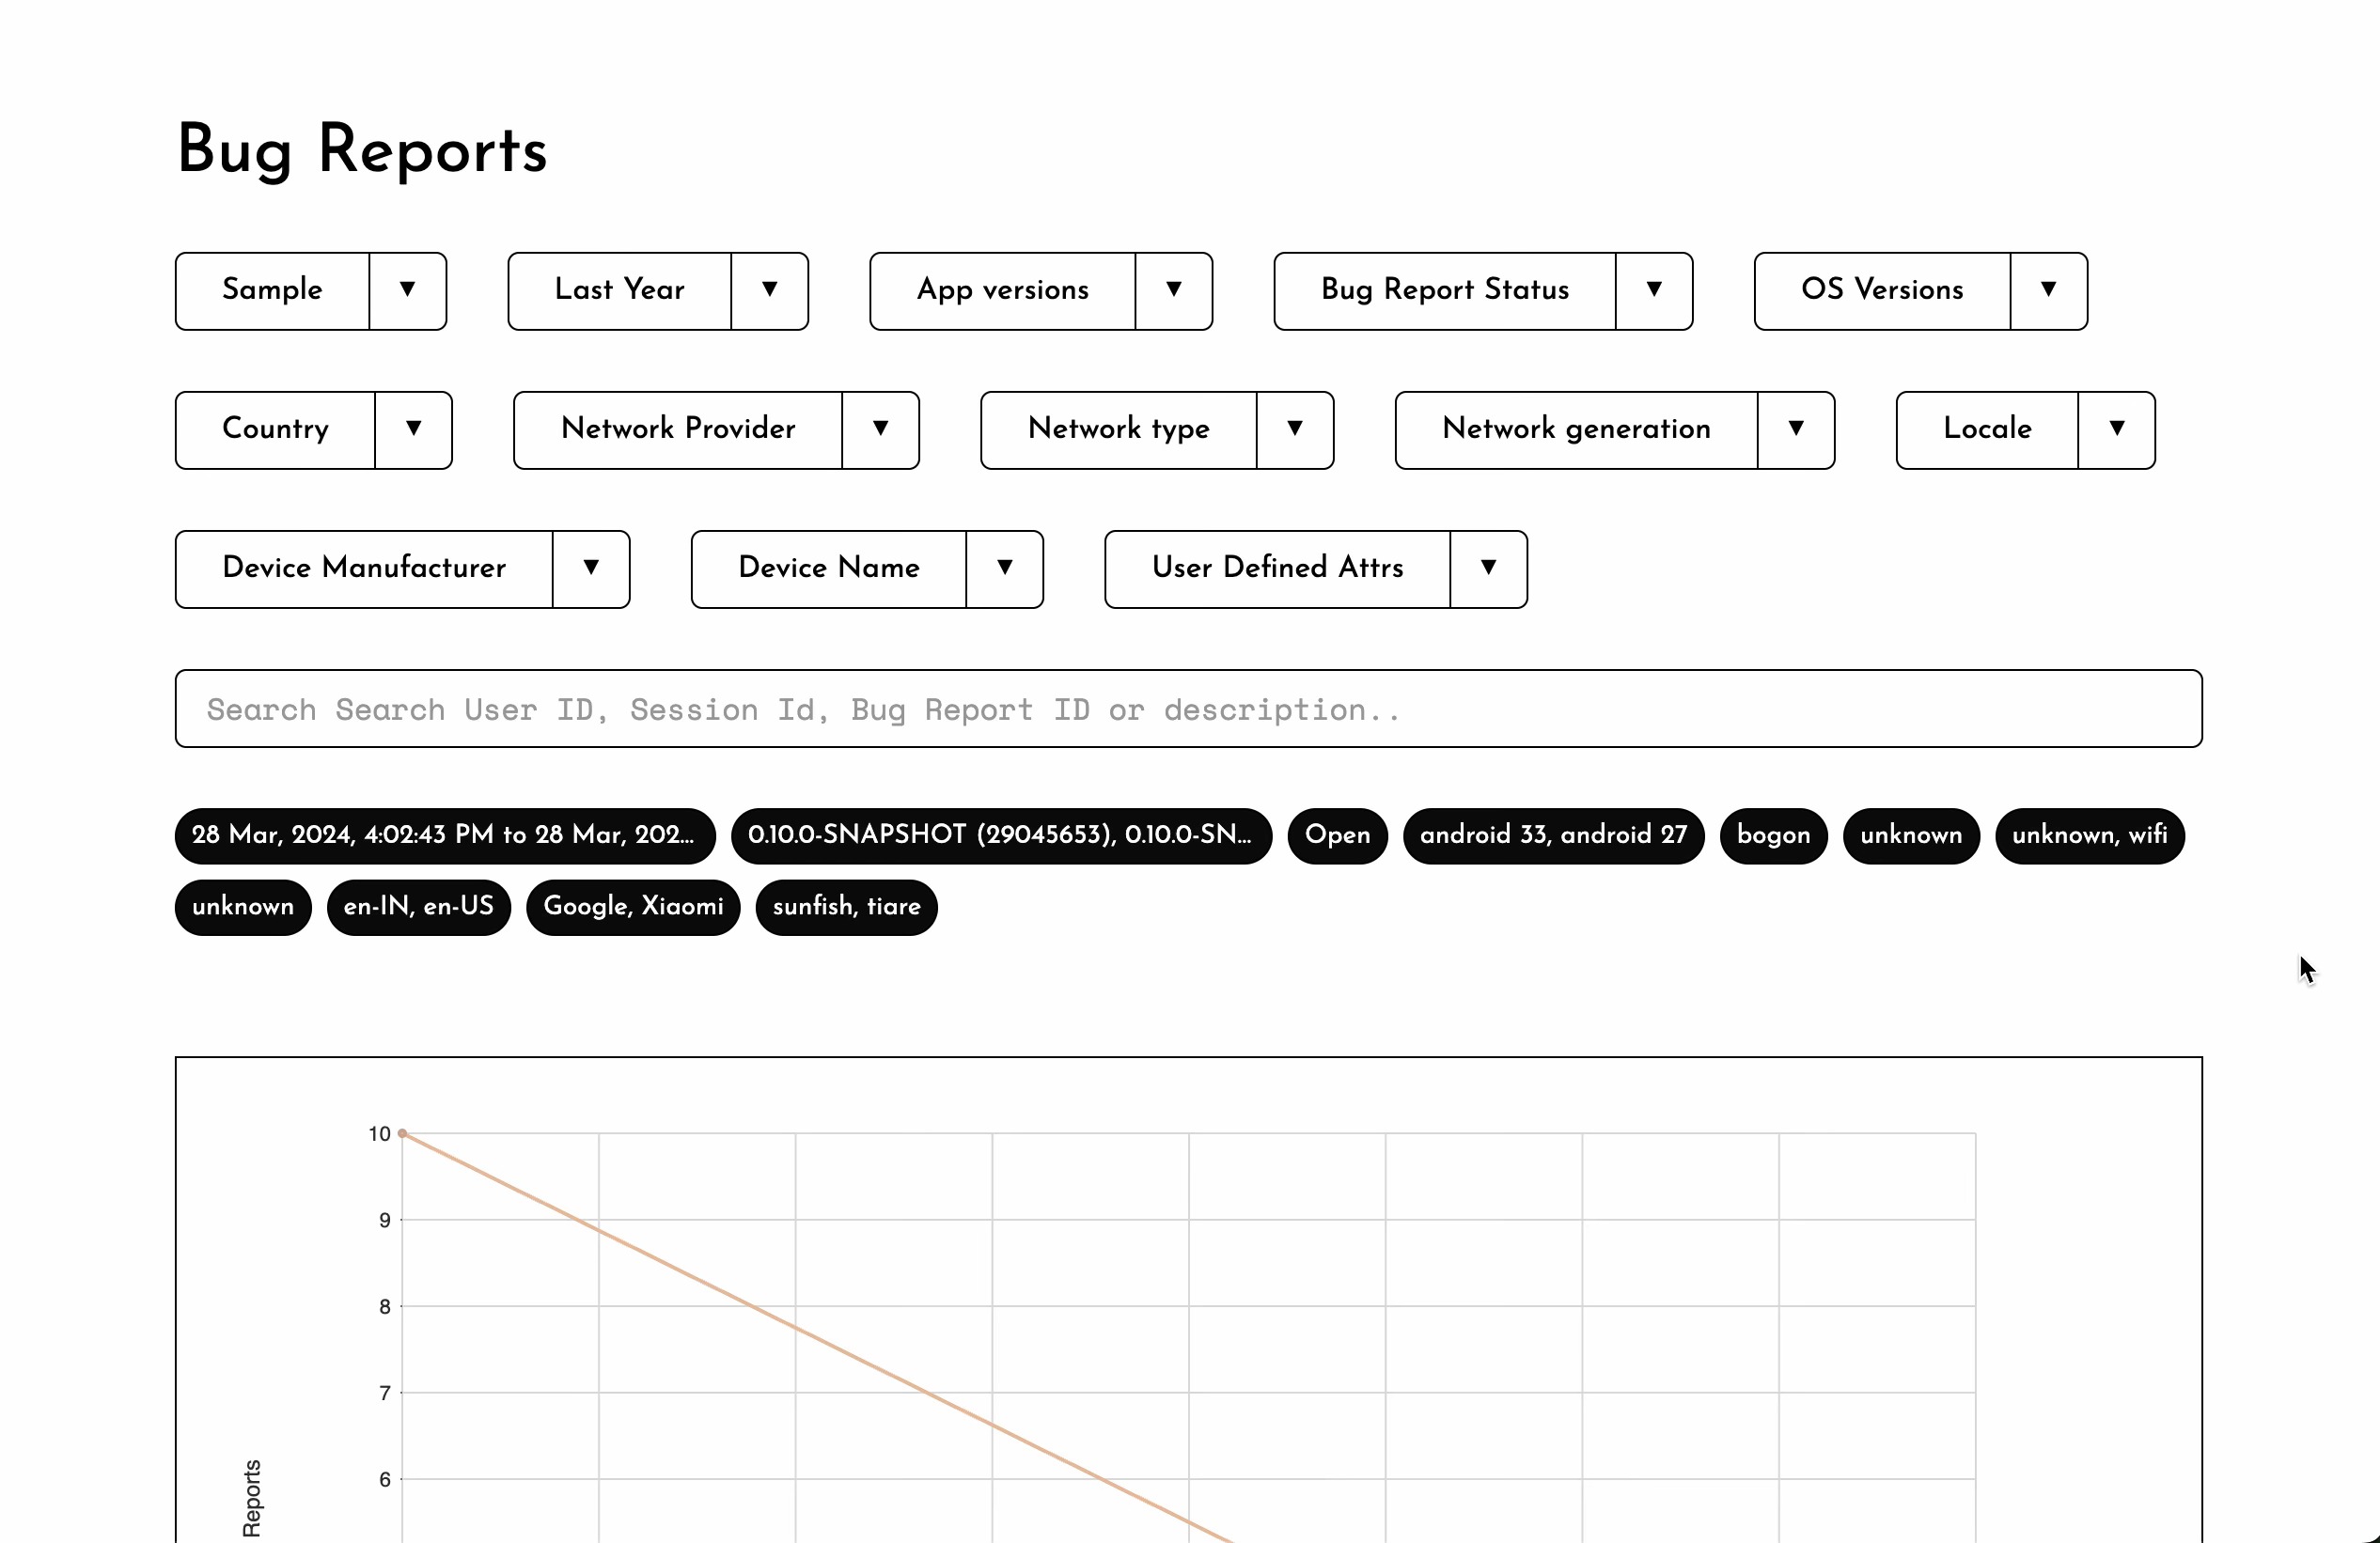 Bug Reports
Sample ▼ Last Year ▼ App versions ▼ Bug Report Status ▼ OS Versions ▼
Country ▼ Network Provider ▼ Network type ▼ Network generation ▼ Locale ▼
Device Manufacturer ▼ Device Name ▼ User Defined Attrs ▼
Search Search User ID, Session Id, Bug Report ID or description..
28 Mar, 2024, 4:02:43 PM to 28 Mar, 202... 0.10.0-SNAPSHOT (29045653), 0.10.0-SN... Open android 33, android 27 bogon unknown unknown, wifi
unknown en-IN, en-US Google, Xiaomi sunfish, tiare
10
9
8
7
6
Reports